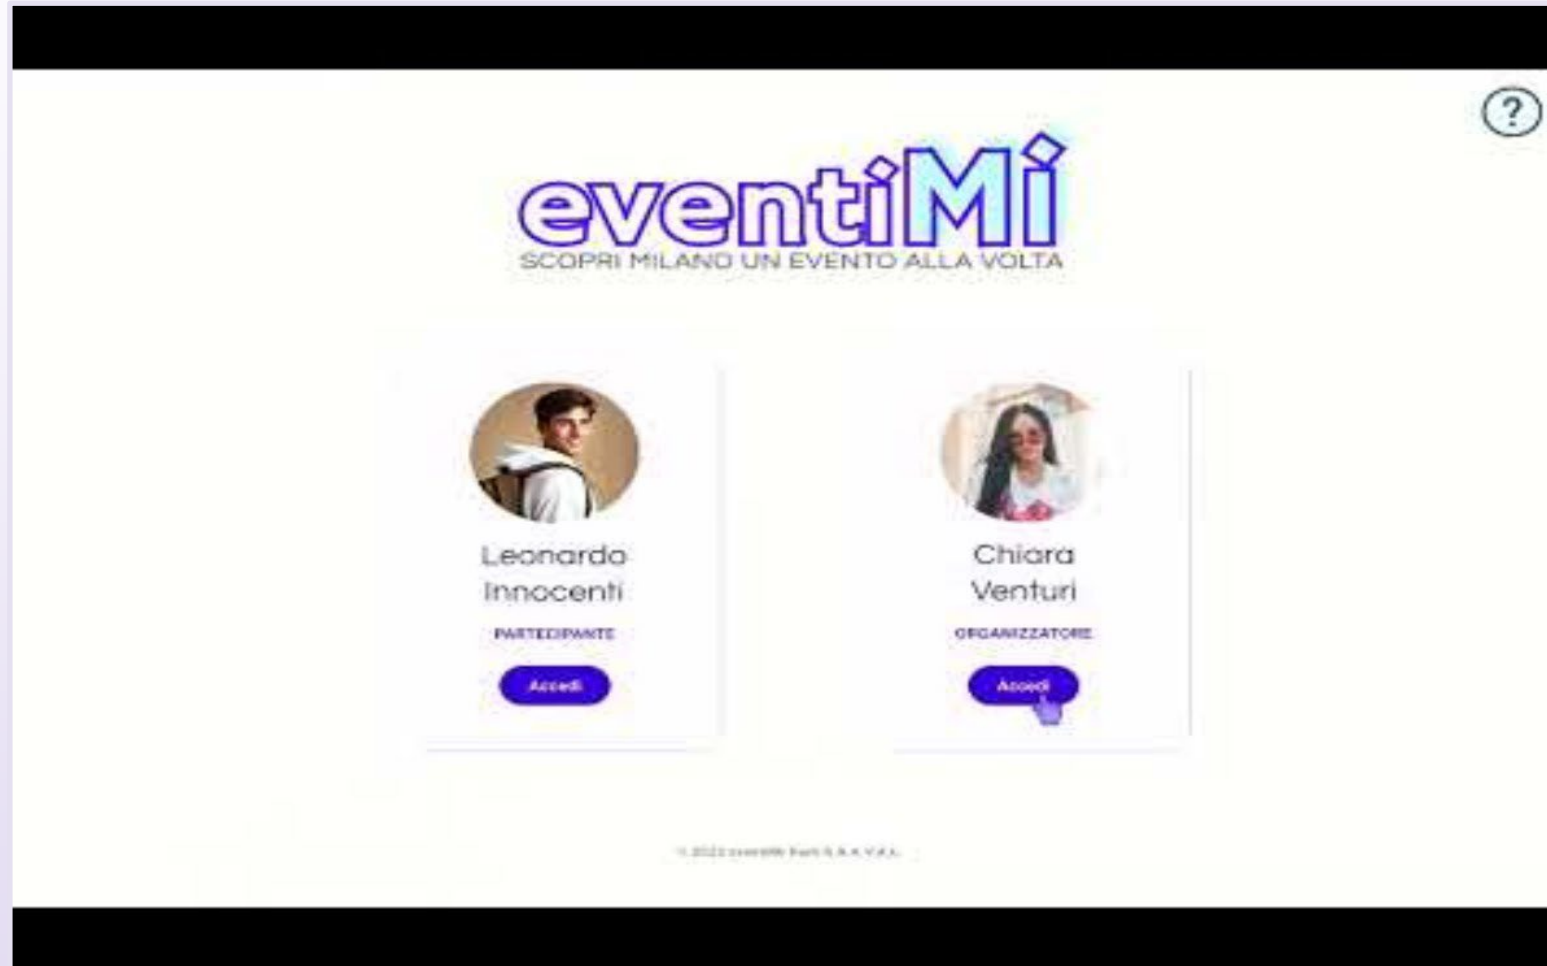 ?
eventiMi
SCOPRI MILANO UN EVENTO ALLA VOLTA
Leonardo
Innocenti
PARTECIPANTE
Accedi
Chiara
Venturi
ORGANIZZATORE
Accedi